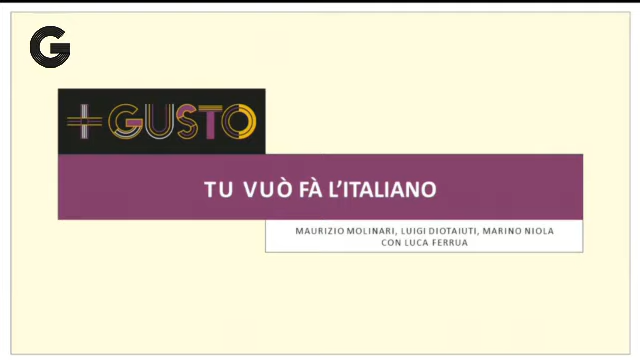 G
+ GUSTO
TU VUÒ FÀ L'ITALIANO
MAURIZIO MOLINARI, LUIGI DIOTAIUTI, MARINO NIOLA
CON LUCA FERRUA